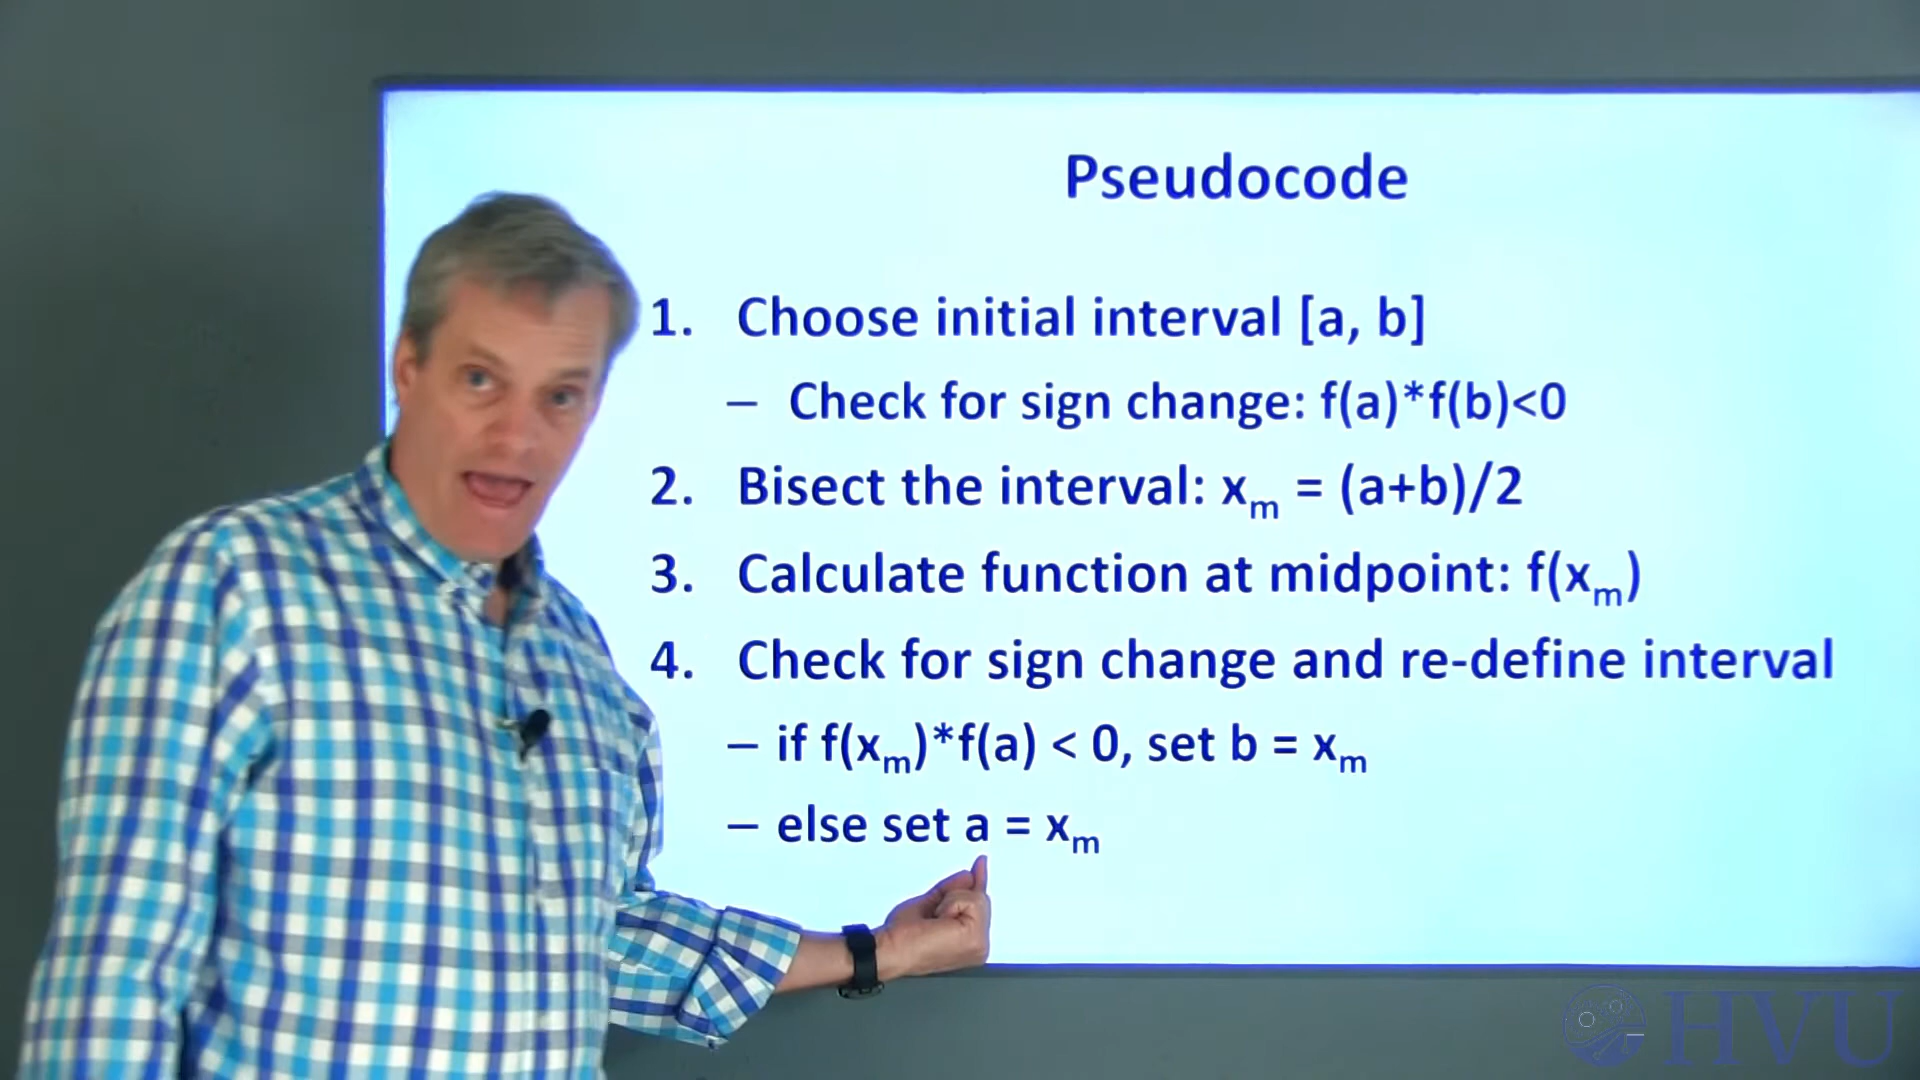 Pseudocode
1. Choose initial interval [a, b]
– Check for sign change: f(a)*f(b)<0
2. Bisect the interval: xₘ = (a+b)/2
3. Calculate function at midpoint: f(xₘ)
4. Check for sign change and re-define interval
– if f(xₘ)*f(a) < 0, set b = xₘ
– else set a = xₘ
HVU